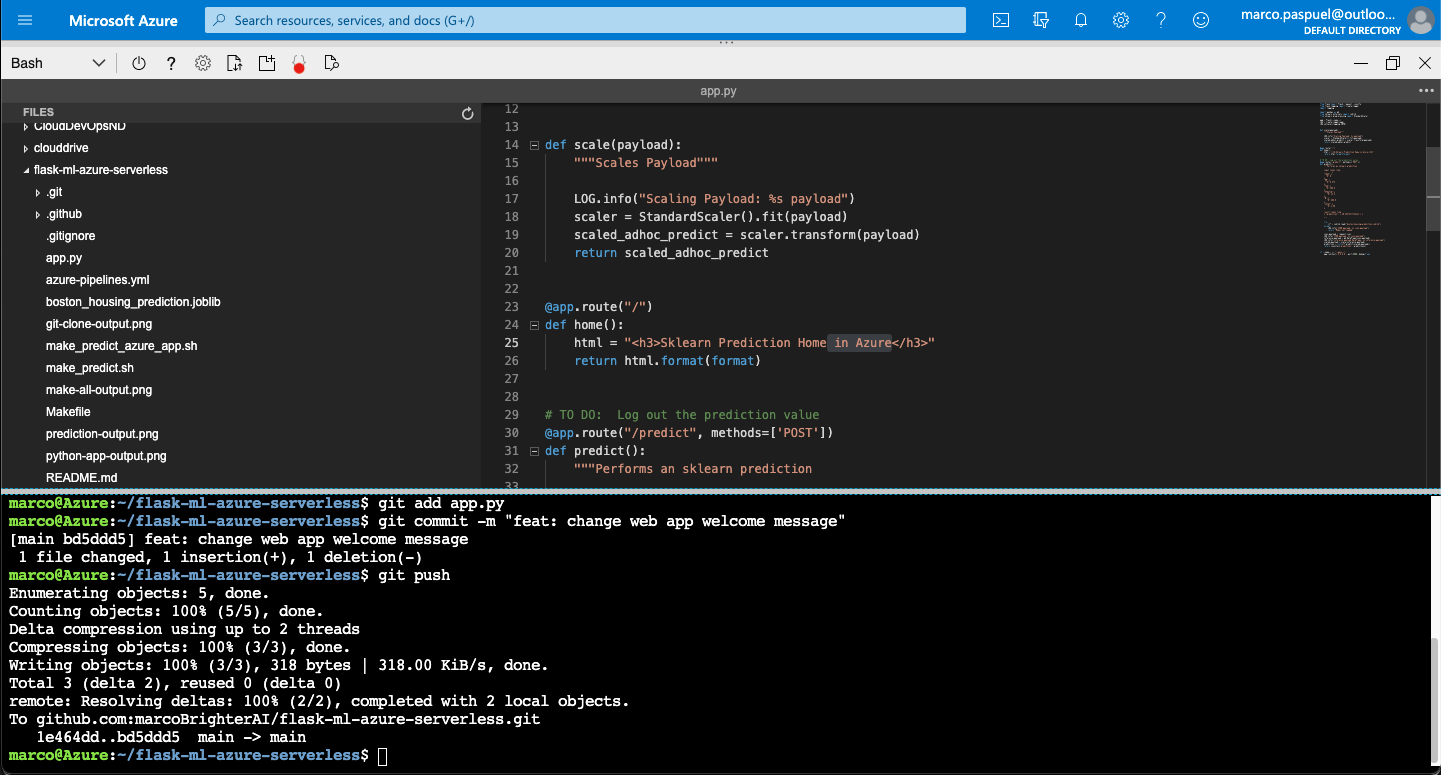 Microsoft Azure
Search resources, services, and docs (G+/)
marco.paspuel@outloo...
DEFAULT DIRECTORY
Bash
app.py
FILES
CloudDevOpsND
clouddrive
flask-ml-azure-serverless
.git
.github
.gitignore
app.py
azure-pipelines.yml
boston_housing_prediction.joblib
git-clone-output.png
make_predict_azure_app.sh
make_predict.sh
make-all-output.png
Makefile
prediction-output.png
python-app-output.png
README.md
12
13
14 def scale(payload):
15 """Scales Payload"""
16
17 LOG.info("Scaling Payload: %s payload")
18 scaler = StandardScaler().fit(payload)
19 scaled_adhoc_predict = scaler.transform(payload)
20 return scaled_adhoc_predict
21
22
23 @app.route("/")
24 def home():
25 html = "<h3>Sklearn Prediction Home in Azure</h3>"
26 return html.format(format)
27
28
29 # TO DO:  Log out the prediction value
30 @app.route("/predict", methods=['POST'])
31 def predict():
32 """Performs an sklearn prediction
33
marco@Azure:~/flask-ml-azure-serverless$ git add app.py
marco@Azure:~/flask-ml-azure-serverless$ git commit -m "feat: change web app welcome message"
[main bd5ddd5] feat: change web app welcome message
1 file changed, 1 insertion(+), 1 deletion(-)
marco@Azure:~/flask-ml-azure-serverless$ git push
Enumerating objects: 5, done.
Counting objects: 100% (5/5), done.
Delta compression using up to 2 threads
Compressing objects: 100% (3/3), done.
Writing objects: 100% (3/3), 318 bytes | 318.00 KiB/s, done.
Total 3 (delta 2), reused 0 (delta 0)
remote: Resolving deltas: 100% (2/2), completed with 2 local objects.
To github.com:marcoBrighterAI/flask-ml-azure-serverless.git
1e464dd..bd5ddd5  main -> main
marco@Azure:~/flask-ml-azure-serverless$